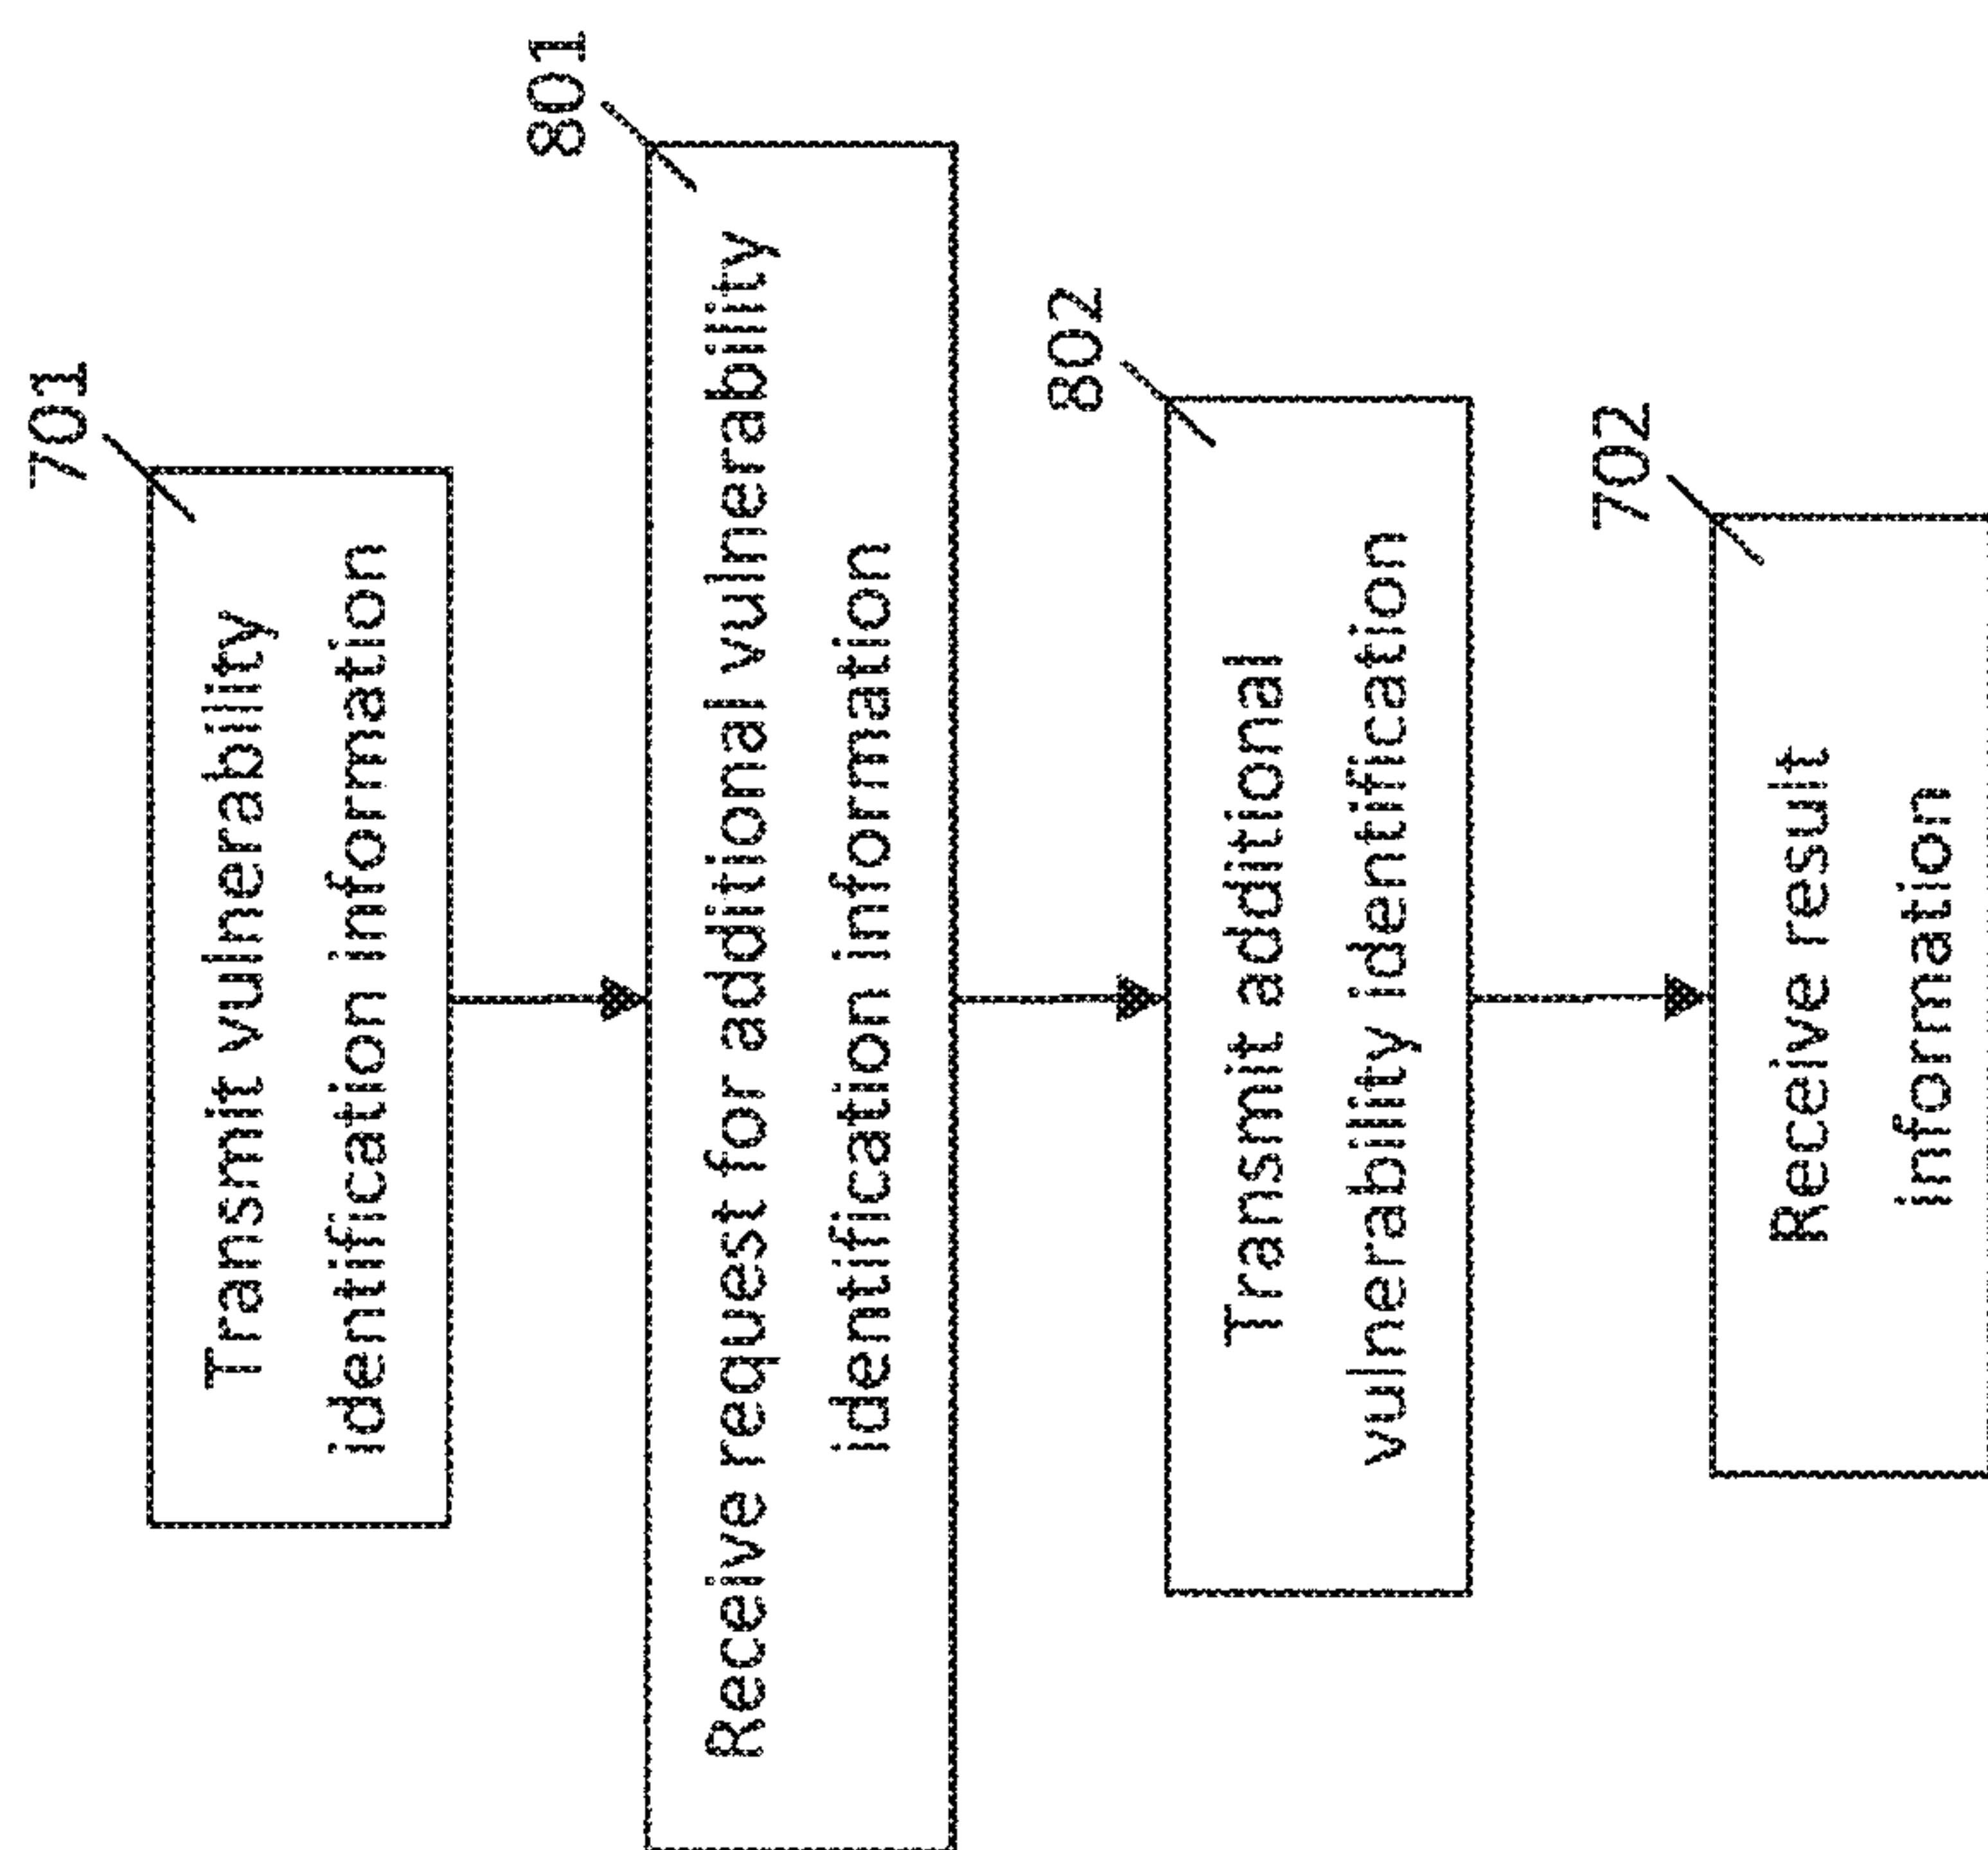 701
Transmit vulnerability
identification information
801
Receive request for additional vulnerability
identification information
802
Transmit additional
vulnerability identification
702
Receive result
information